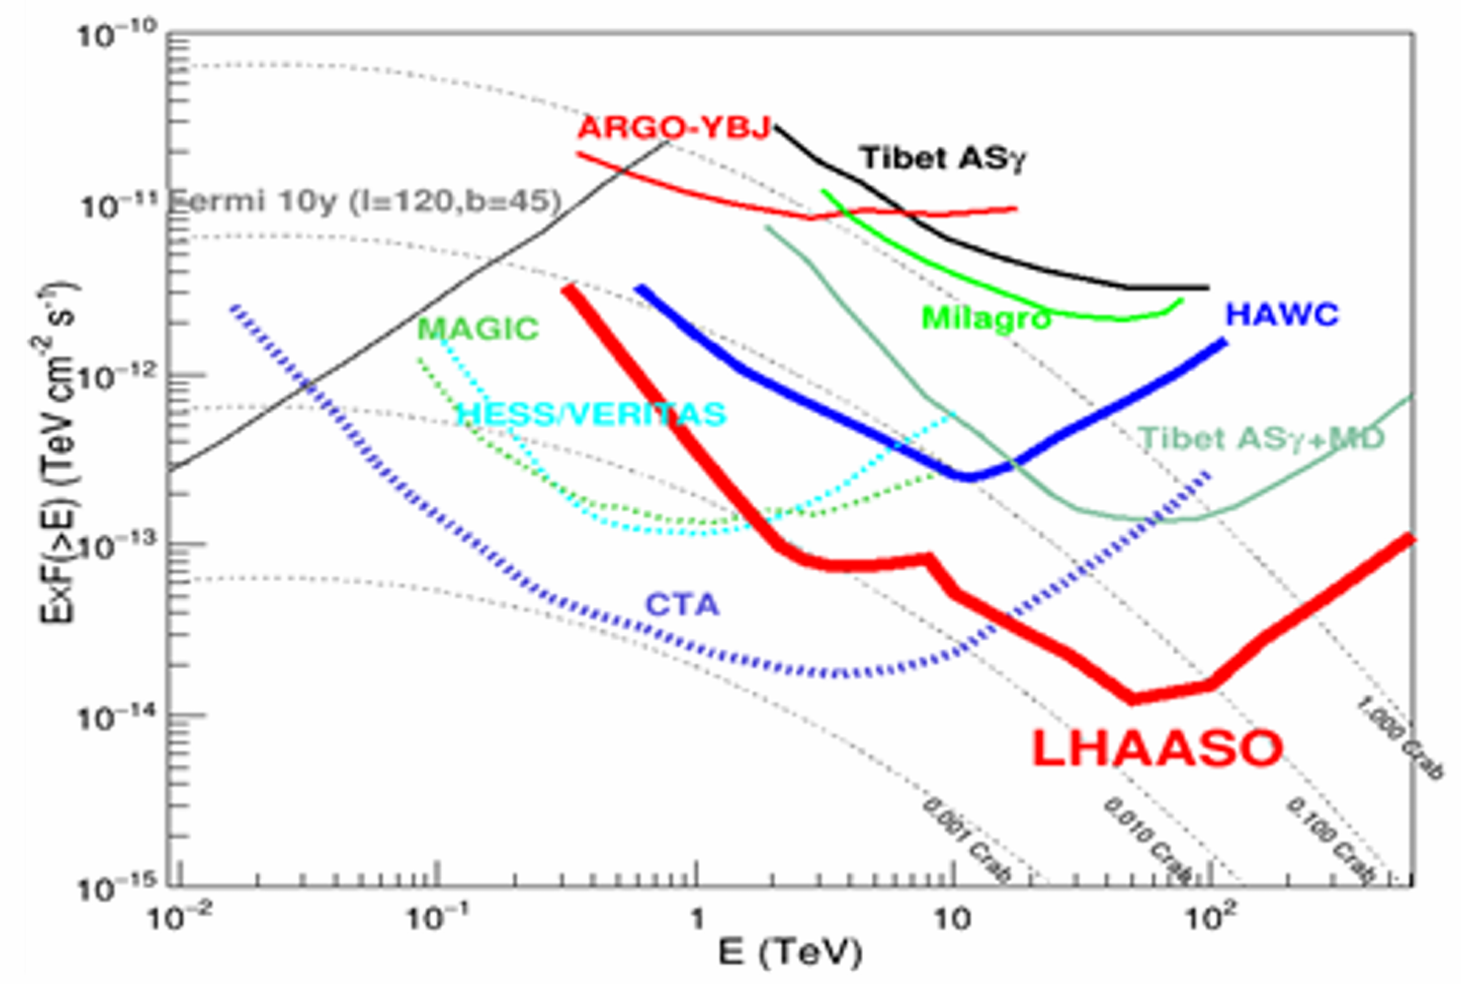 10⁻¹⁰
ARGO-YBJ
Tibet ASγ
10⁻¹¹
Fermi 10y (l=120,b=45)
HAWC
Milagro
MAGIC
10⁻¹²
HESS/VERITAS
Tibet ASγ+MD
ExF(>E) (TeV cm⁻² s⁻¹)
10⁻¹³
CTA
10⁻¹⁴
LHAASO
1.000 Crab
0.001 Crab
0.010 Crab
0.100 Crab
10⁻¹⁵
10⁻² 10⁻¹ 1 10 10²
E (TeV)